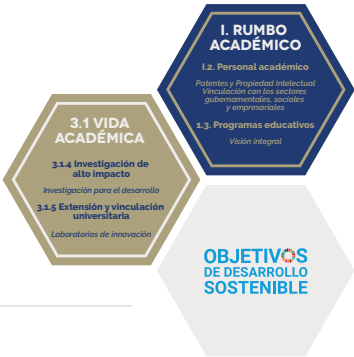 I. RUMBO
ACADÉMICO
I.2. Personal académico
Patentes y Propiedad Intelectual
Vinculación con los sectores
gubernamentales, sociales
y empresariales
1.3. Programas educativos
Visión integral
3.1 VIDA
ACADÉMICA
3.1.4 Investigación de
alto impacto
Investigación para el desarrollo
3.1.5 Extensión y vinculación
universitaria
Laboratorios de innovación
OBJETIVOS
DE DESARROLLO
SOSTENIBLE